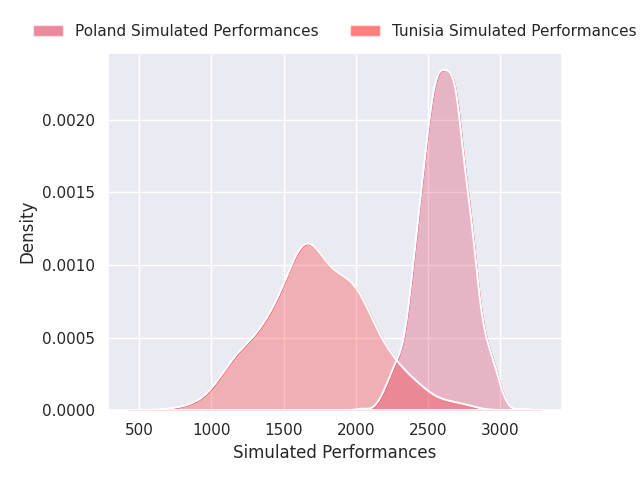 Poland Simulated Performances Tunisia Simulated Performances
0.0020
0.0015
0.0010
0.0005
0.0000
Density
500 1000 1500 2000 2500 3000
Simulated Performances